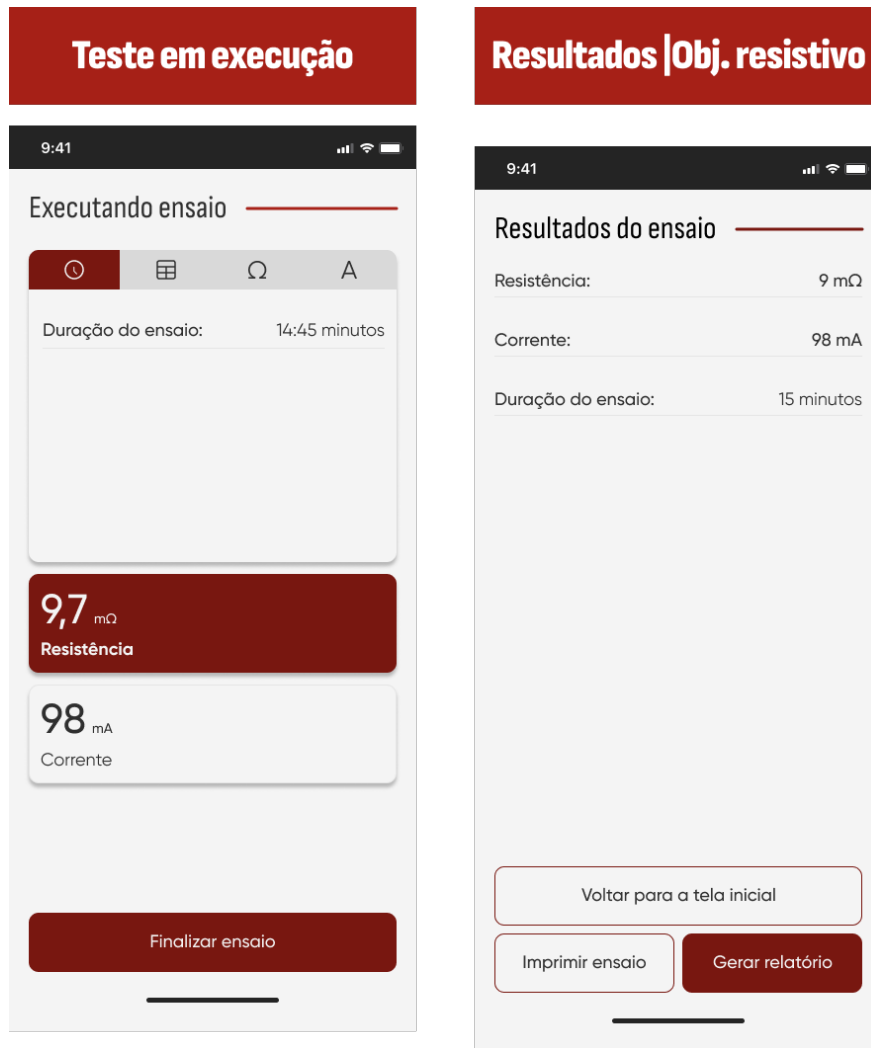 Teste em execução
9:41
Executando ensaio
Ω A
Duração do ensaio: 14:45 minutos
9,7 mΩ
Resistência
98 mA
Corrente
Finalizar ensaio
Resultados |Obj. resistivo
9:41
Resultados do ensaio
Resistência: 9 mΩ
Corrente: 98 mA
Duração do ensaio: 15 minutos
Voltar para a tela inicial
Imprimir ensaio Gerar relatório